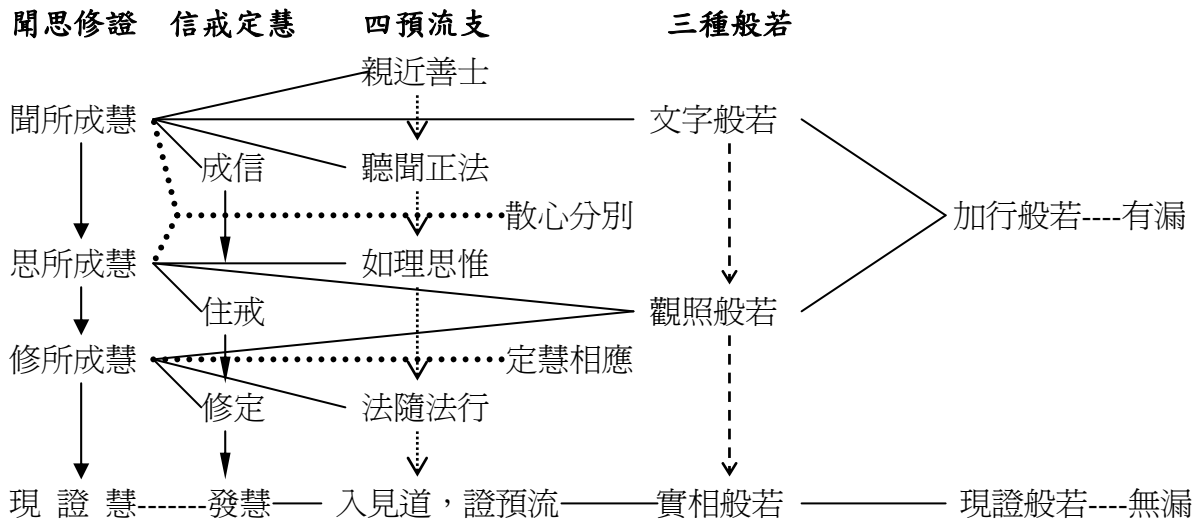 聞思修證 信戒定慧 四預流支 三種般若
親近善士
聞所成慧 文字般若
成信 聽聞正法
散心分別 加行般若----有漏
思所成慧 如理思惟
住戒 觀照般若
修所成慧 定慧相應
修定 法隨法行
現 證 慧-------發慧 入見道，證預流 實相般若 現證般若----無漏